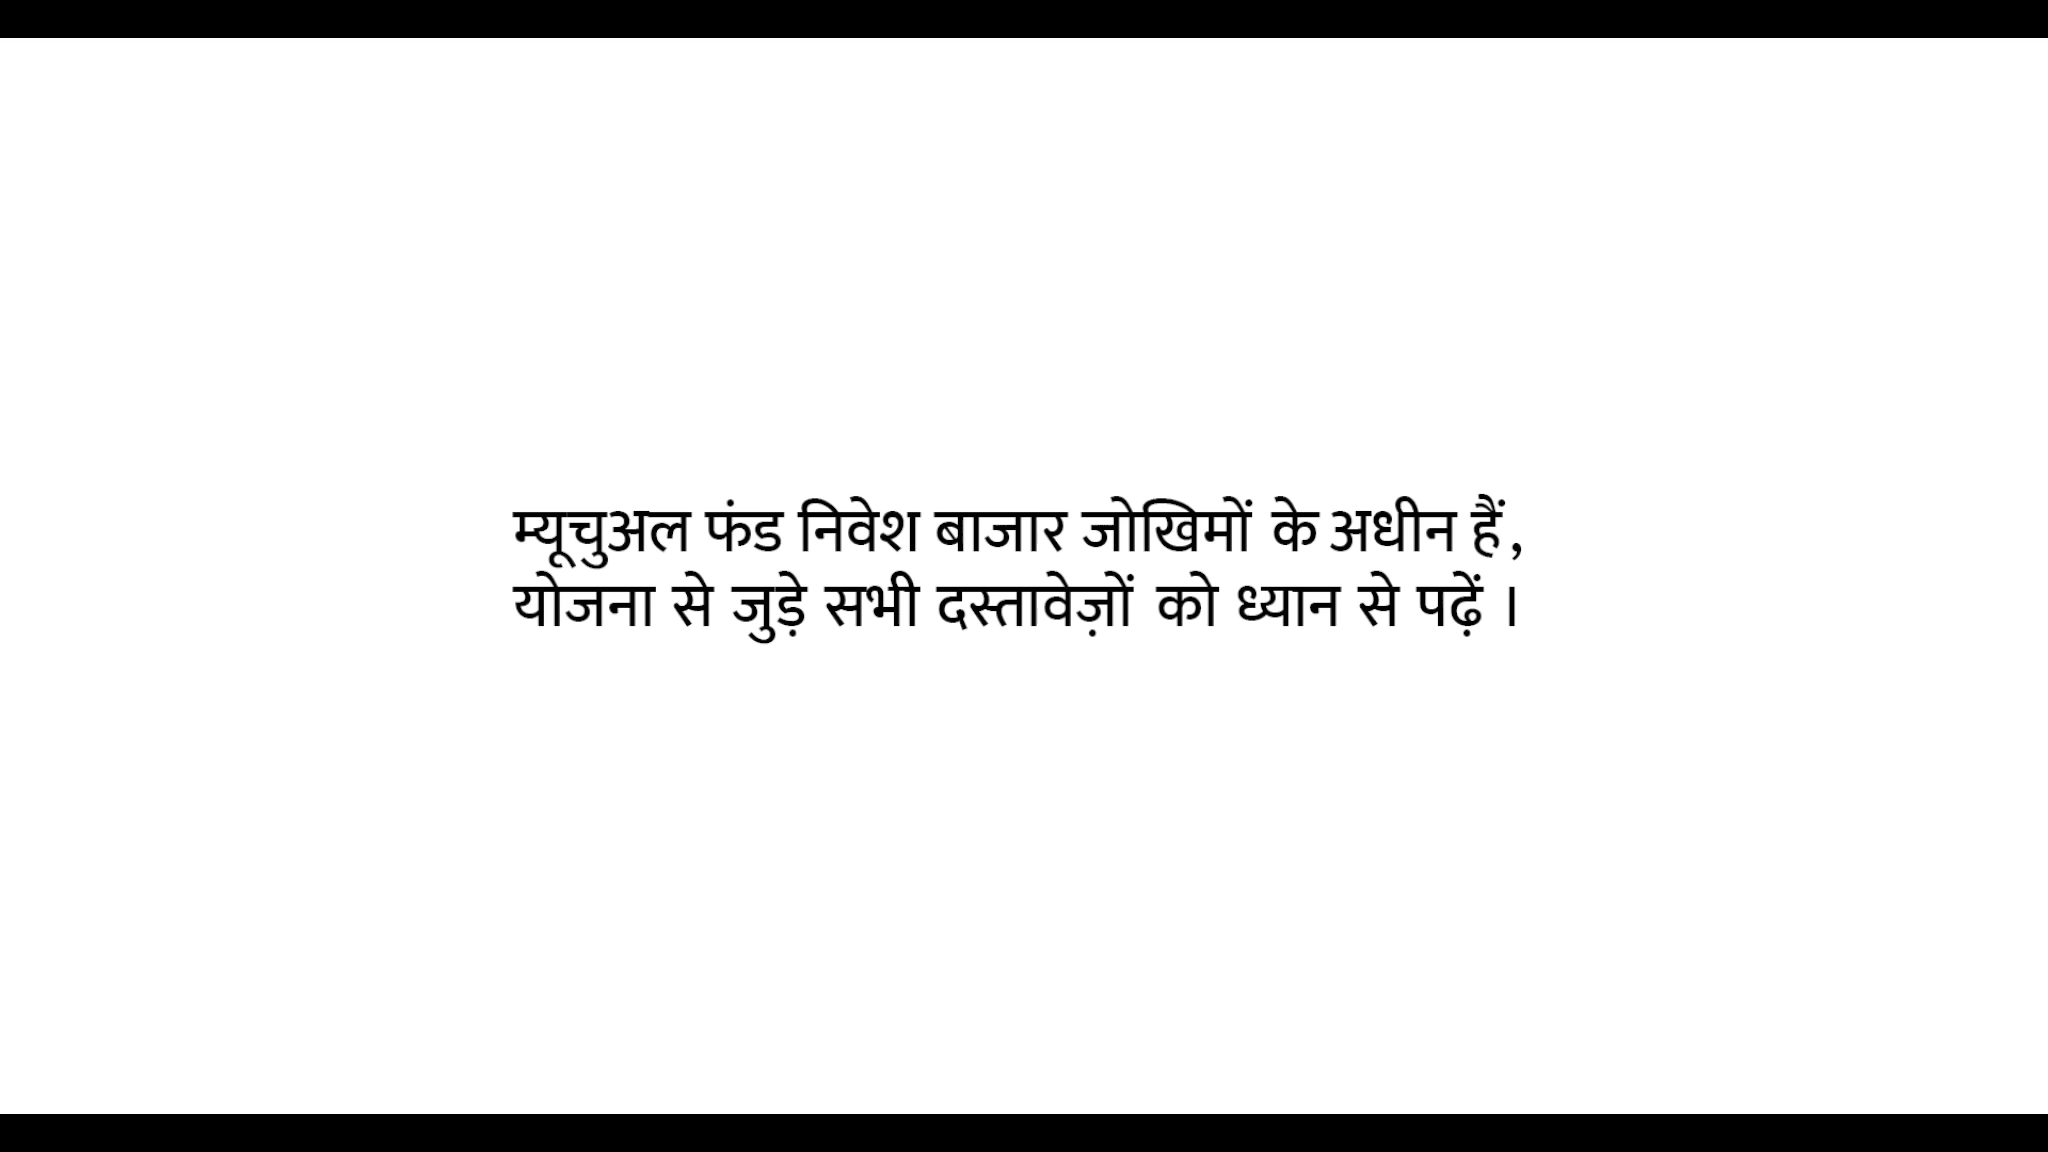 म्यूचुअल फंड निवेश बाजार जोखिमों के अधीन हैं,
योजना से जुड़े सभी दस्तावेज़ों को ध्यान से पढ़ें ।